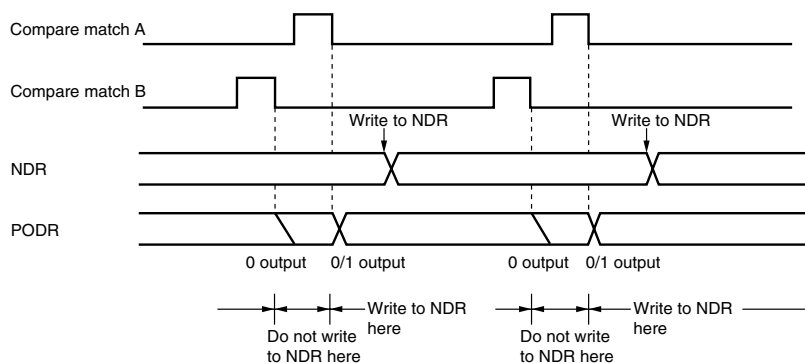 Compare match A
Compare match B
Write to NDR
Write to NDR
NDR
PODR
0 output
0/1 output
0 output
0/1 output
Write to NDR
here
Write to NDR
here
Do not write
to NDR here
Do not write
to NDR here